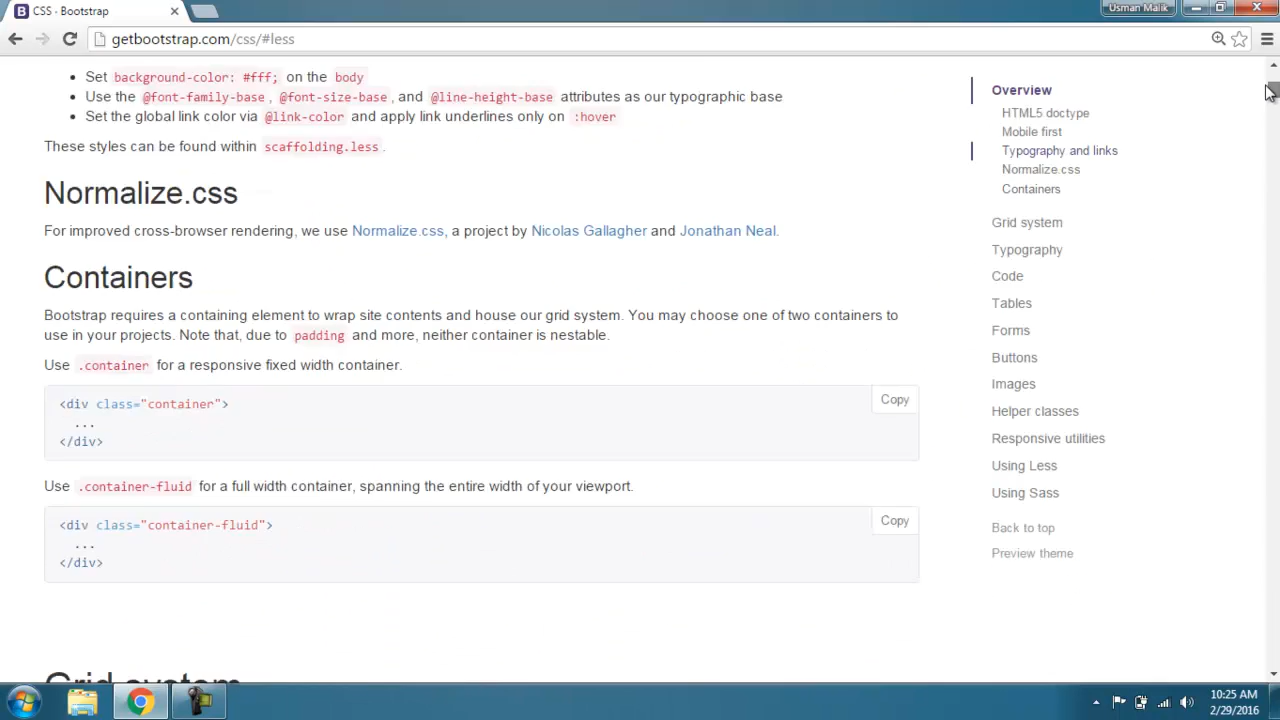 CSS · Bootstrap
Usman Malik
getbootstrap.com/css/#less
Set background-color: #fff; on the body
Use the @font-family-base, @font-size-base, and @line-height-base attributes as our typographic base
Set the global link color via @link-color and apply link underlines only on :hover
These styles can be found within scaffolding.less.
Normalize.css
For improved cross-browser rendering, we use Normalize.css, a project by Nicolas Gallagher and Jonathan Neal.
Containers
Bootstrap requires a containing element to wrap site contents and house our grid system. You may choose one of two containers to
use in your projects. Note that, due to padding and more, neither container is nestable.
Use .container for a responsive fixed width container.
Copy
<div class="container">
...
</div>
Use .container-fluid for a full width container, spanning the entire width of your viewport.
Copy
<div class="container-fluid">
...
</div>
Grid system
Overview
HTML5 doctype
Mobile first
Typography and links
Normalize.css
Containers
Grid system
Typography
Code
Tables
Forms
Buttons
Images
Helper classes
Responsive utilities
Using Less
Using Sass
Back to top
Preview theme
10:25 AM
2/29/2016